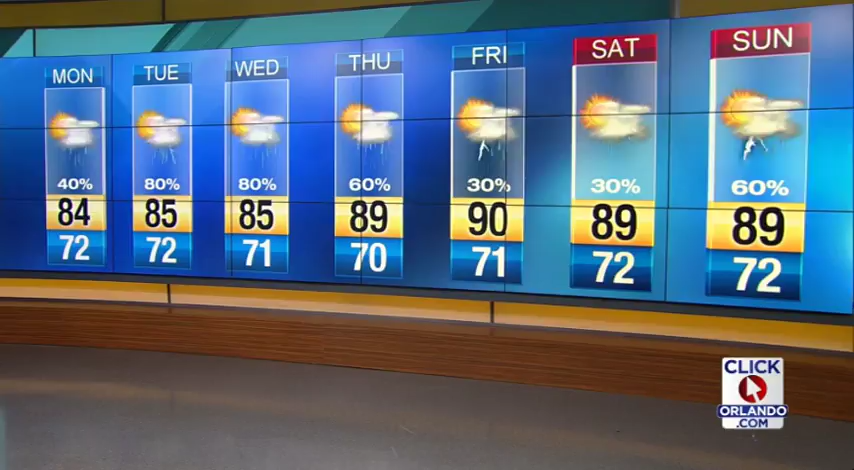 MON TUE WED THU FRI SAT SUN
40% 80% 80% 60% 30% 30% 60%
84 85 85 89 90 89 89
72 72 71 70 71 72 72
CLICK
ORLANDO
.COM